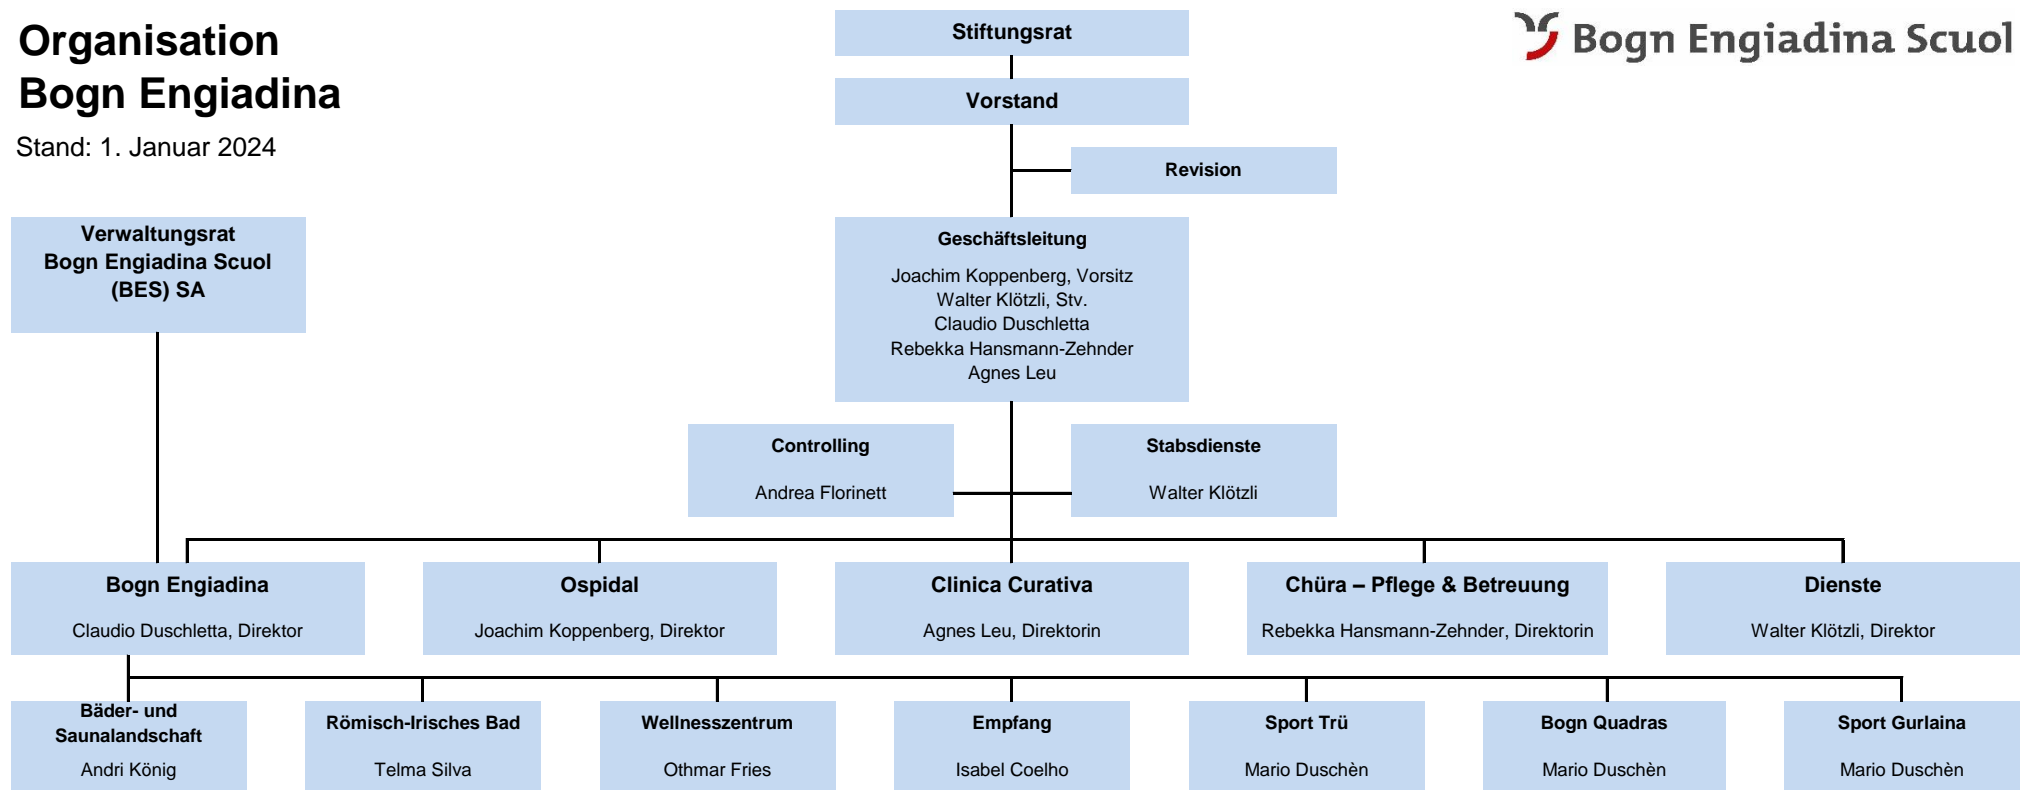 Organisation
Bogn Engiadina
Stand: 1. Januar 2024
Bogn Engiadina Scuol
Stiftungsrat
Vorstand
Revision
Verwaltungsrat
Bogn Engiadina Scuol
(BES) SA
Geschäftsleitung
Joachim Koppenberg, Vorsitz
Walter Klötzli, Stv.
Claudio Duschletta
Rebekka Hansmann-Zehnder
Agnes Leu
Controlling
Andrea Florinett
Stabsdienste
Walter Klötzli
Bogn Engiadina
Claudio Duschletta, Direktor
Ospidal
Joachim Koppenberg, Direktor
Clinica Curativa
Agnes Leu, Direktorin
Chüra – Pflege & Betreuung
Rebekka Hansmann-Zehnder, Direktorin
Dienste
Walter Klötzli, Direktor
Bäder- und
Saunalandschaft
Andri König
Römisch-Irisches Bad
Telma Silva
Wellnesszentrum
Othmar Fries
Empfang
Isabel Coelho
Sport Trü
Mario Duschèn
Bogn Quadras
Mario Duschèn
Sport Gurlaina
Mario Duschèn